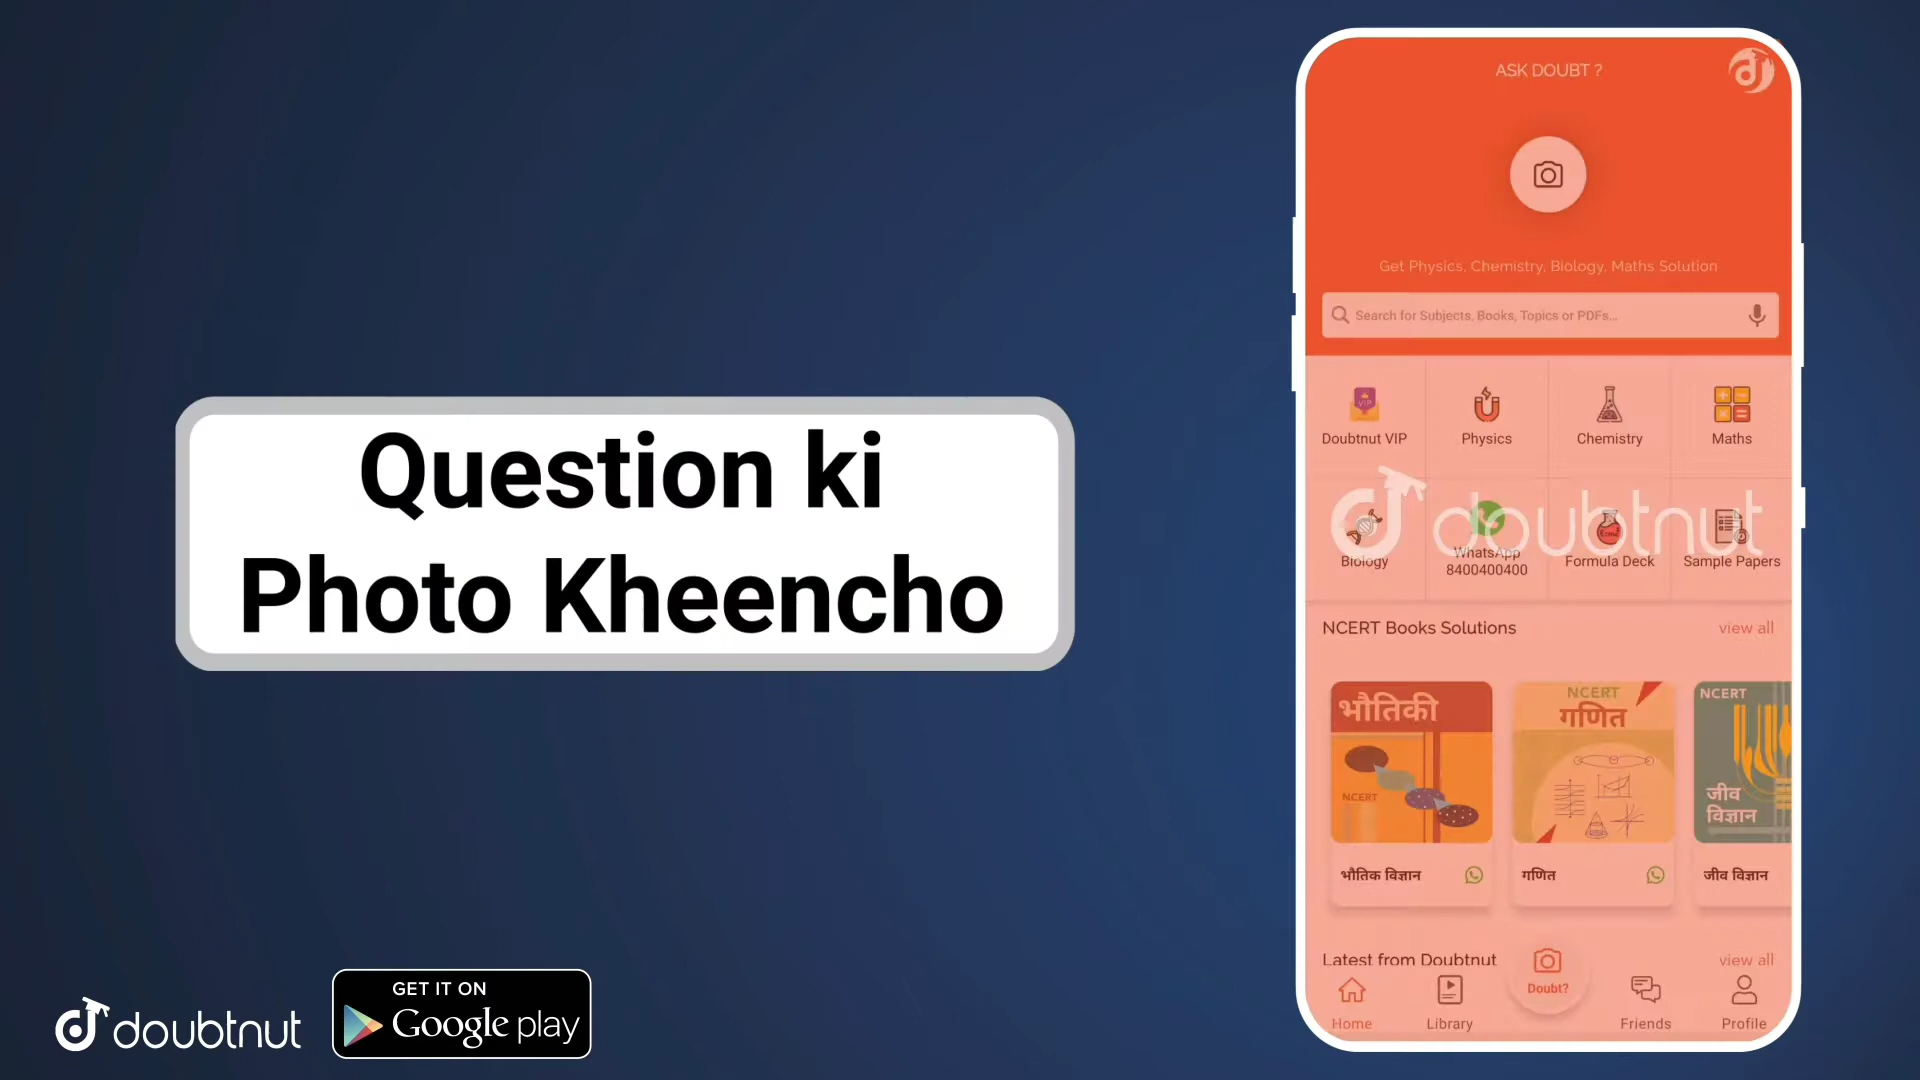 Question ki
Photo Kheencho
doubtnut
GET IT ON
Google play
ASK DOUBT ?
Get Physics, Chemistry, Biology, Maths Solution
Search for Subjects, Books, Topics or PDFs...
Doubtnut VIP
Physics
Chemistry
Maths
doubtnut
Biology
WhatsApp
8400400400
Formula Deck
Sample Papers
NCERT Books Solutions
view all
भौतिकी
NCERT
NCERT
गणित
NCERT
जीव
विज्ञान
भौतिक विज्ञान
गणित
जीव विज्ञान
Latest from Doubtnut
view all
Doubt?
Home
Library
Friends
Profile